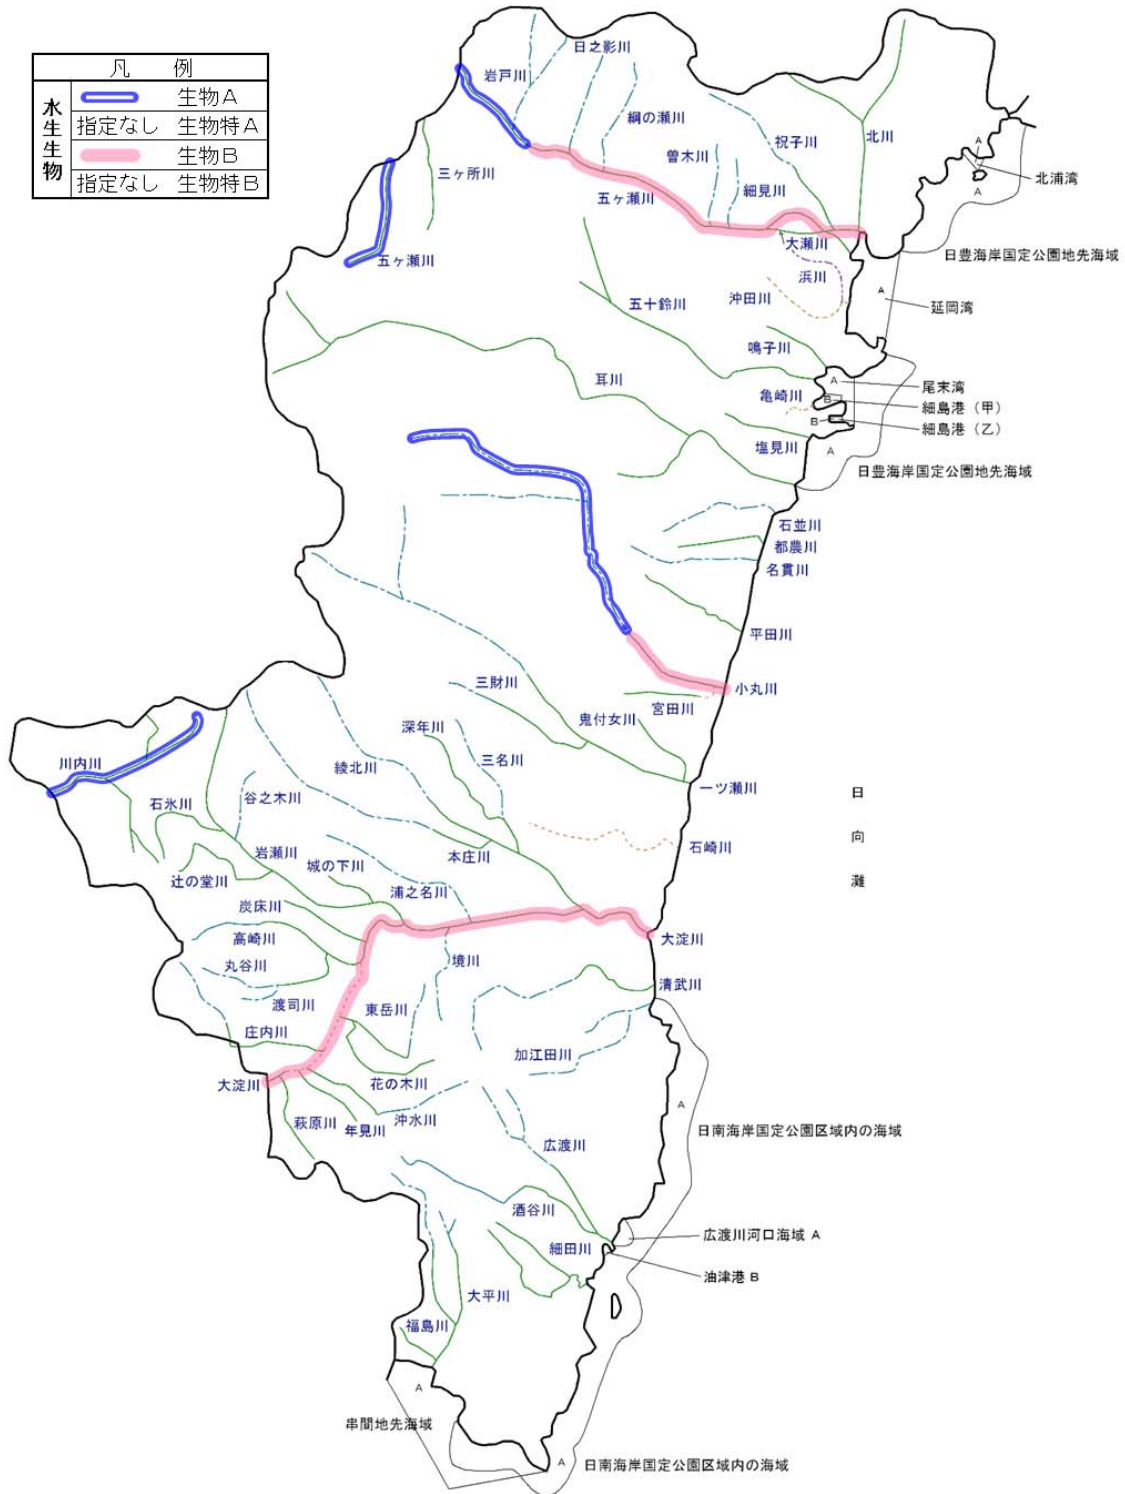 凡 例
水生生物
生物A
指定なし 生物特A
生物B
指定なし 生物特B
日之影川
岩戸川
綱の瀬川
祝子川
北川
曽木川
三ヶ所川
細見川
五ヶ瀬川
A
北浦湾
A
大瀬川
日豊海岸国定公園地先海域
五ヶ瀬川
浜川
沖田川
A
延岡湾
五十鈴川
鳴子川
耳川
A
尾末湾
亀崎川
B
細島港（甲）
B
細島港（乙）
塩見川
A
日豊海岸国定公園地先海域
石並川
都農川
名貫川
平田川
三財川
小丸川
宮田川
鬼付女川
深年川
三名川
川内川
綾北川
一ツ瀬川
日向灘
谷之木川
石氷川
石崎川
岩瀬川
本庄川
城の下川
辻の堂川
浦之名川
炭床川
高崎川
大淀川
境川
丸谷川
清武川
渡司川
東岳川
庄内川
加江田川
大淀川
花の木川
A
萩原川
年見川
沖水川
日南海岸国定公園区域内の海域
広渡川
酒谷川
広渡川河口海域 A
細田川
油津港 B
大平川
福島川
A
串間地先海域
A
日南海岸国定公園区域内の海域